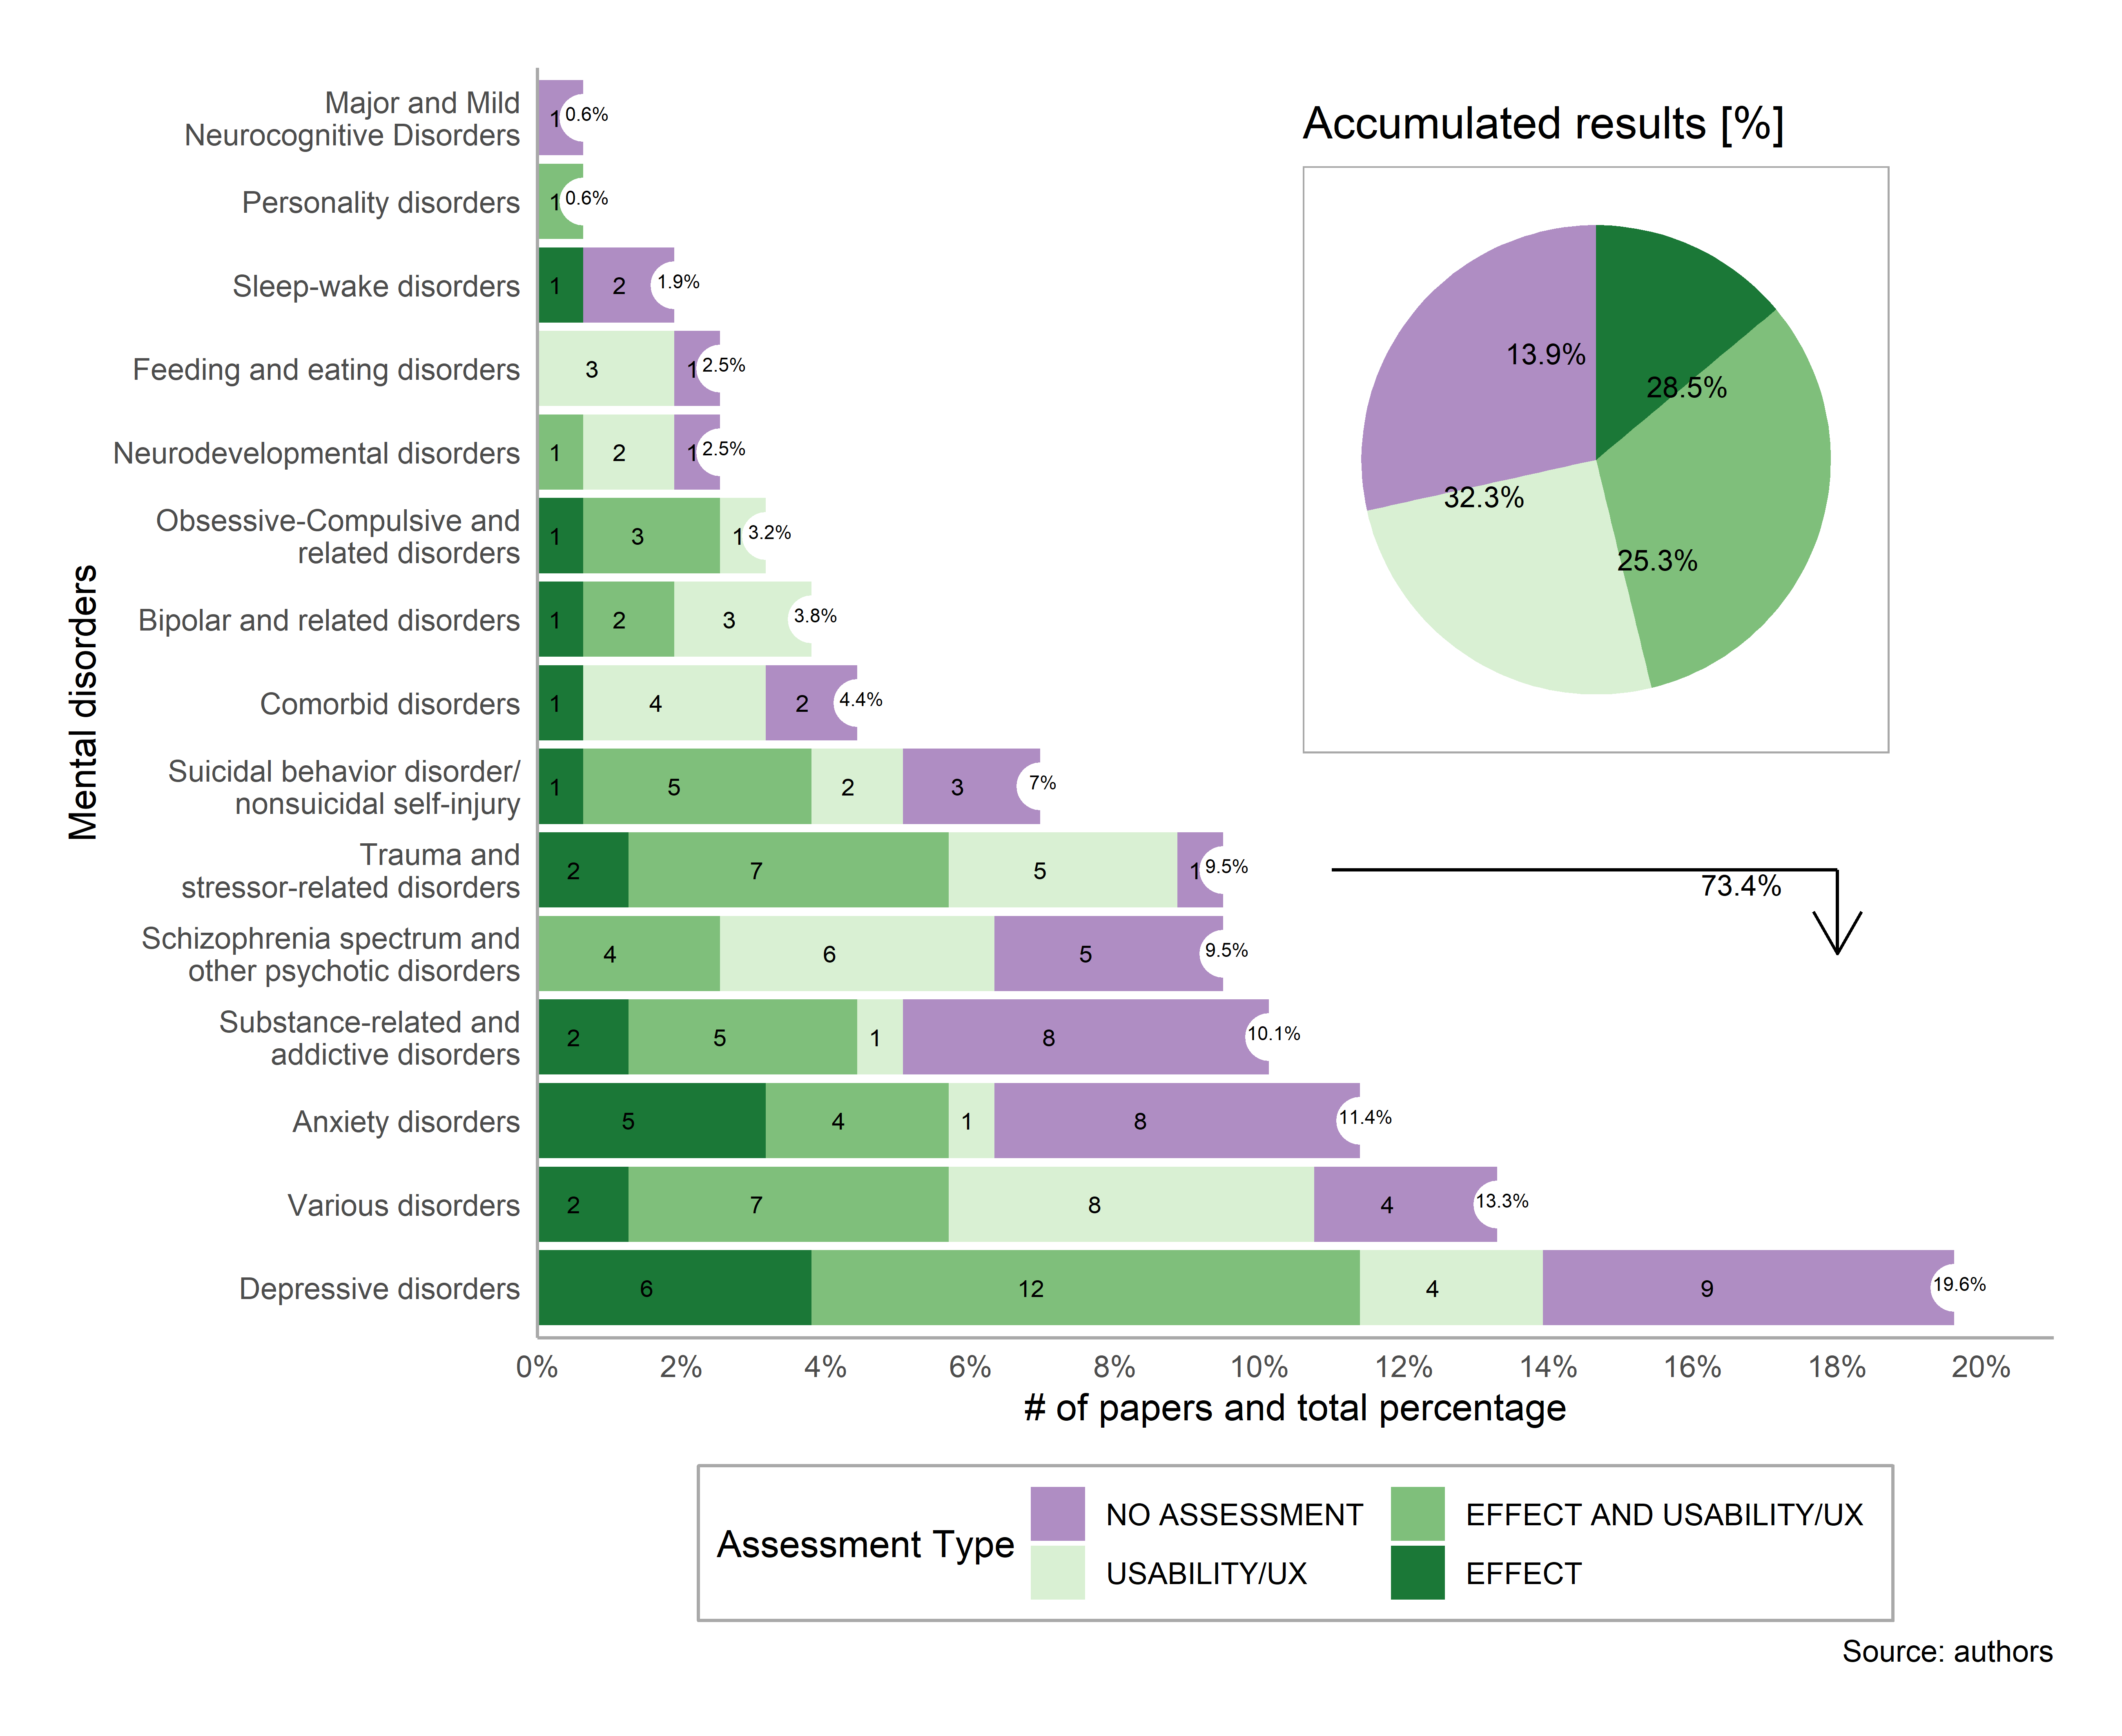 Accumulated results [%]
13.9%
28.5%
32.3%
25.3%
73.4%
Mental disorders
Major and Mild
Neurocognitive Disorders
1 0.6%
Personality disorders
1 0.6%
Sleep-wake disorders
1 2 1.9%
Feeding and eating disorders
3 1 2.5%
Neurodevelopmental disorders
1 2 1 2.5%
Obsessive-Compulsive and
related disorders
1 3 1 3.2%
Bipolar and related disorders
1 2 3 3.8%
Comorbid disorders
1 4 2 4.4%
Suicidal behavior disorder/
nonsuicidal self-injury
1 5 2 3 7%
Trauma and
stressor-related disorders
2 7 5 1 9.5%
Schizophrenia spectrum and
other psychotic disorders
4 6 5 9.5%
Substance-related and
addictive disorders
2 5 1 8 10.1%
Anxiety disorders
5 4 1 8 11.4%
Various disorders
2 7 8 4 13.3%
Depressive disorders
6 12 4 9 19.6%
0% 2% 4% 6% 8% 10% 12% 14% 16% 18% 20%
# of papers and total percentage
Assessment Type
NO ASSESSMENT
USABILITY/UX
EFFECT AND USABILITY/UX
EFFECT
Source: authors